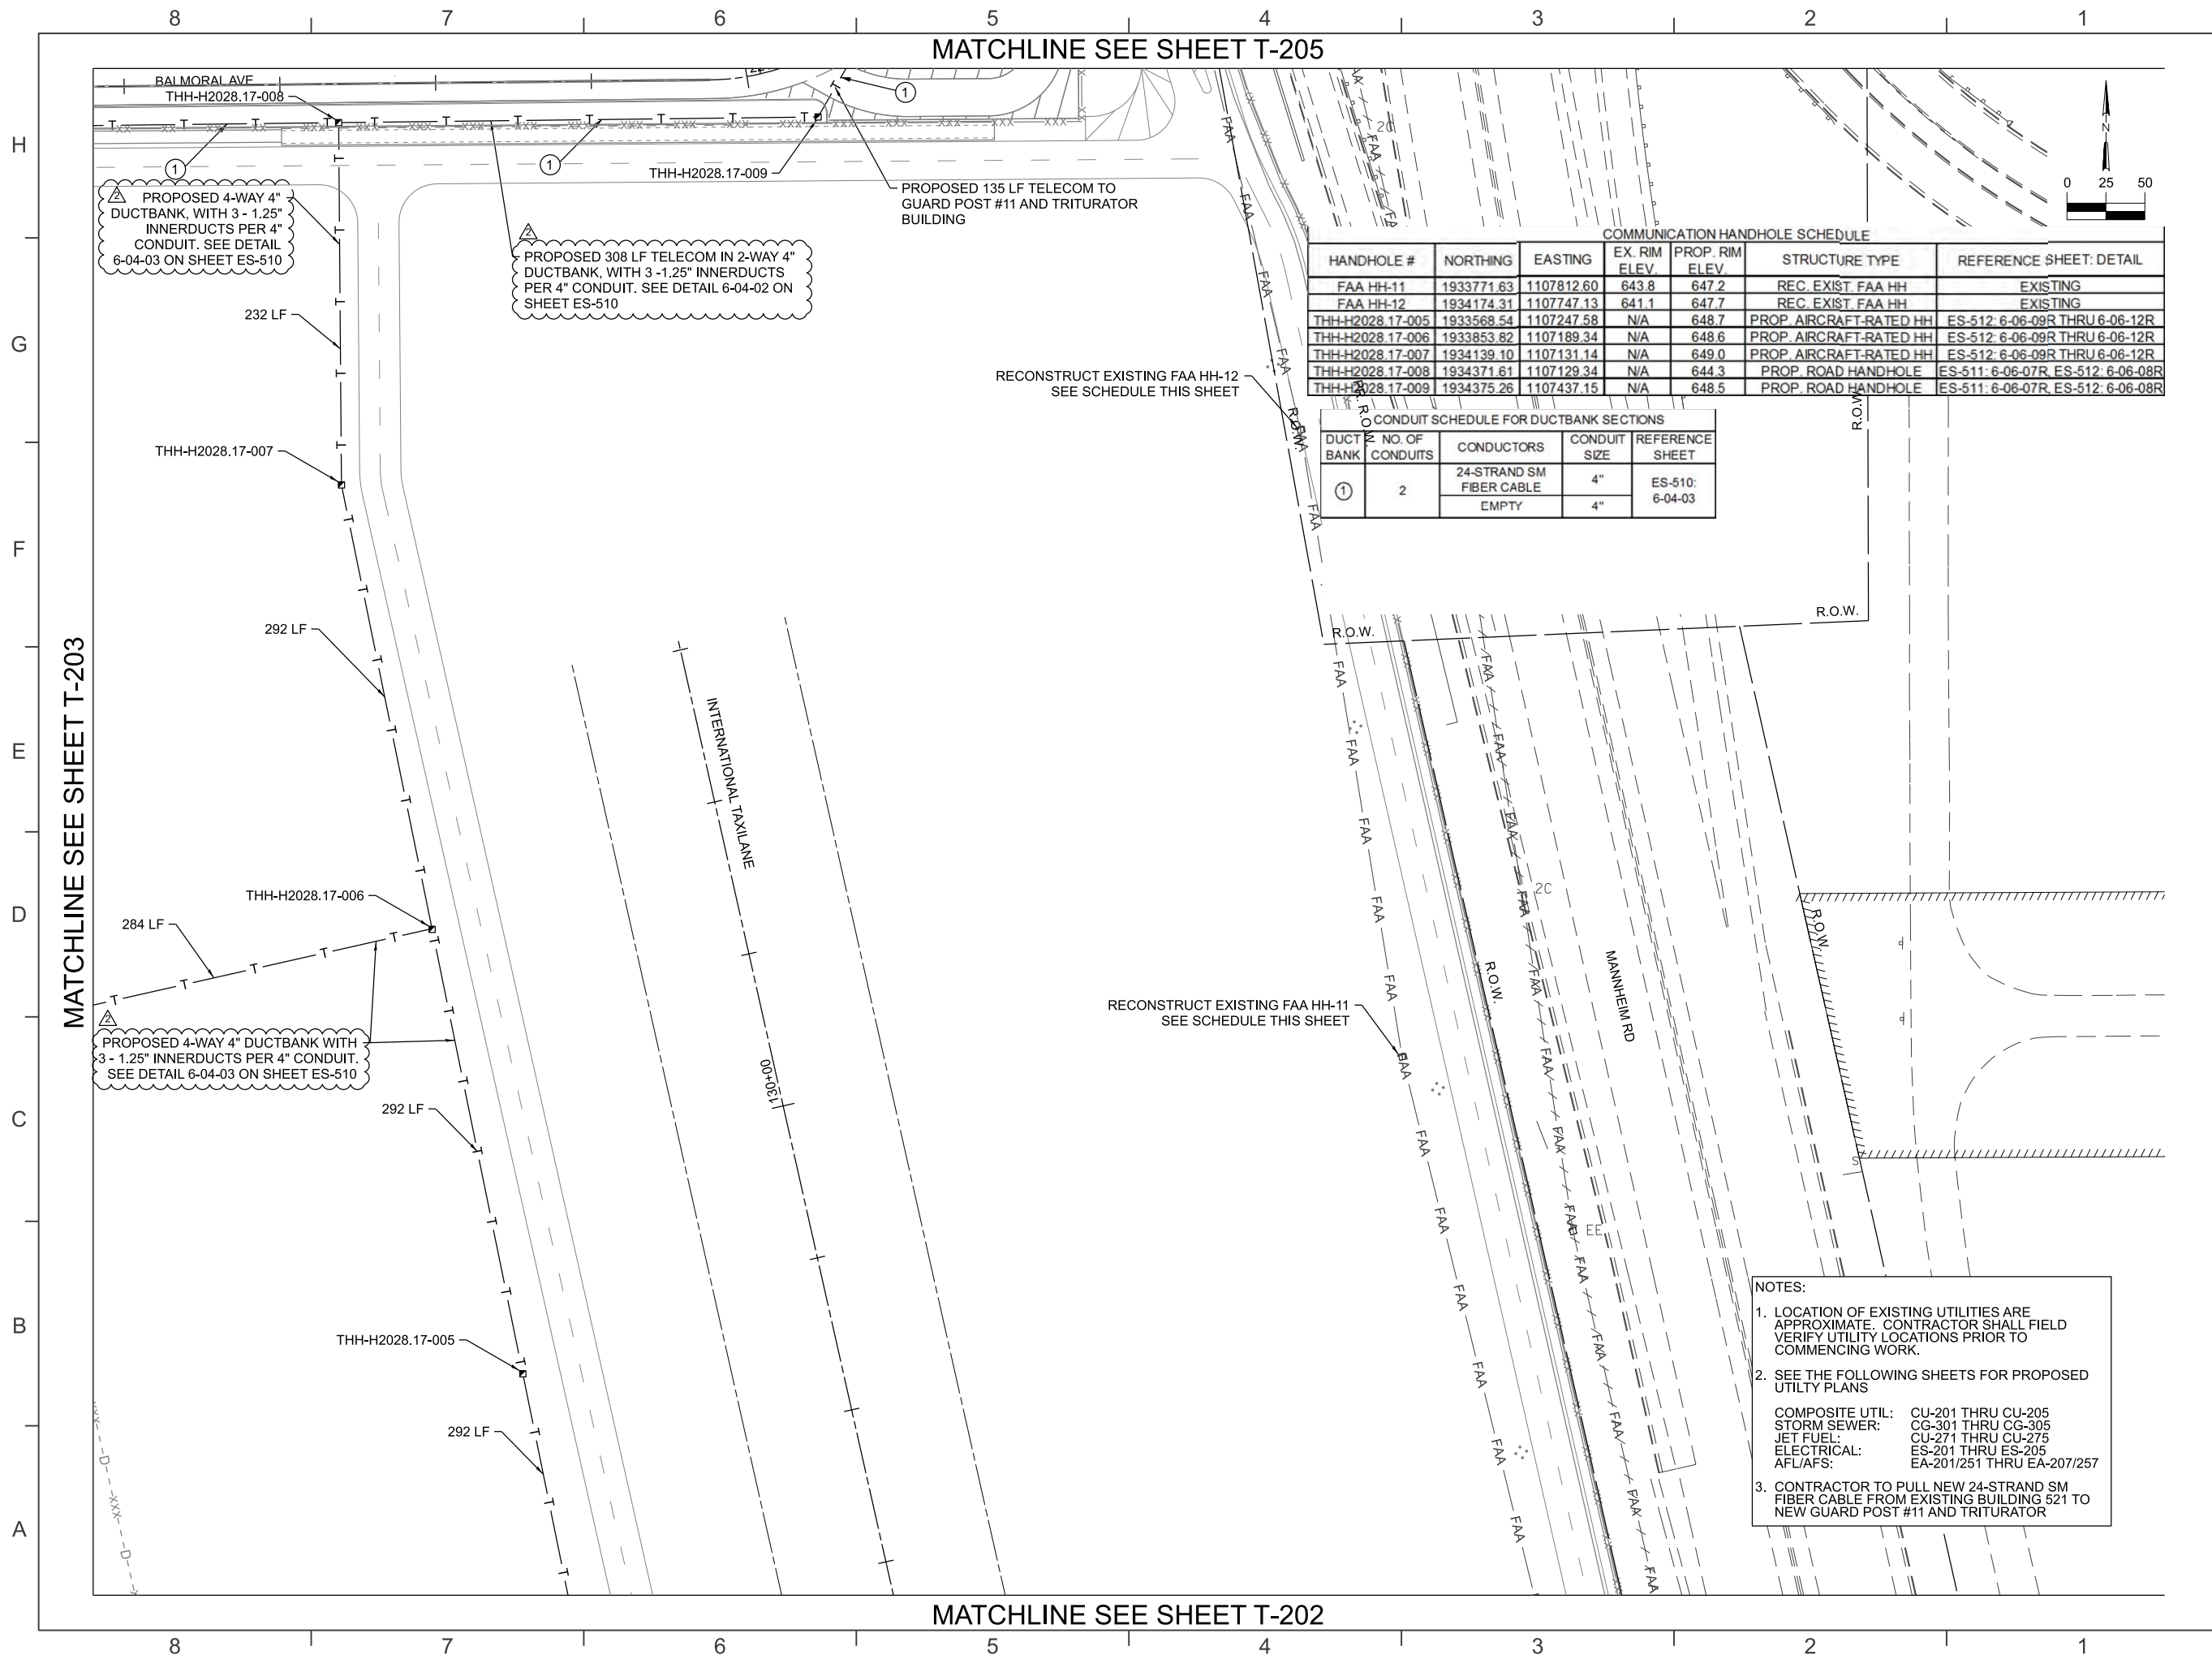 8 7 6 5 4 3 2 1
MATCHLINE SEE SHEET T-205
BALMORAL AVE
THH-H2028.17-008
1
1
1
THH-H2028.17-009
PROPOSED 135 LF TELECOM TO
GUARD POST #11 AND TRITURATOR
BUILDING
2
PROPOSED 4-WAY 4"
DUCTBANK, WITH 3 - 1.25"
INNERDUCTS PER 4"
CONDUIT. SEE DETAIL
6-04-03 ON SHEET ES-510
2
PROPOSED 308 LF TELECOM IN 2-WAY 4"
DUCTBANK, WITH 3 -1.25" INNERDUCTS
PER 4" CONDUIT. SEE DETAIL 6-04-02 ON
SHEET ES-510
232 LF
N
0 25 50
COMMUNICATION HANDHOLE SCHEDULE
HANDHOLE # NORTHING EASTING EX. RIM ELEV. PROP. RIM ELEV. STRUCTURE TYPE REFERENCE SHEET: DETAIL
FAA HH-11 1933771.63 1107812.60 643.8 647.2 REC. EXIST. FAA HH EXISTING
FAA HH-12 1934174.31 1107747.13 641.1 647.7 REC. EXIST. FAA HH EXISTING
THH-H2028.17-005 1933568.54 1107247.58 N/A 648.7 PROP. AIRCRAFT-RATED HH ES-512: 6-06-09R THRU 6-06-12R
THH-H2028.17-006 1933853.82 1107189.34 N/A 648.6 PROP. AIRCRAFT-RATED HH ES-512: 6-06-09R THRU 6-06-12R
THH-H2028.17-007 1934139.10 1107131.14 N/A 649.0 PROP. AIRCRAFT-RATED HH ES-512: 6-06-09R THRU 6-06-12R
THH-H2028.17-008 1934371.61 1107129.34 N/A 644.3 PROP. ROAD HANDHOLE ES-511: 6-06-07R, ES-512: 6-06-08R
THH-H2028.17-009 1934375.26 1107437.15 N/A 648.5 PROP. ROAD HANDHOLE ES-511: 6-06-07R, ES-512: 6-06-08R
RECONSTRUCT EXISTING FAA HH-12
SEE SCHEDULE THIS SHEET
R.O.W.
PR. R.O.W.
R.O.W.
CONDUIT SCHEDULE FOR DUCTBANK SECTIONS
DUCT BANK NO. OF CONDUITS CONDUCTORS CONDUIT SIZE REFERENCE SHEET
1 2 24-STRAND SM FIBER CABLE 4" ES-510: 6-04-03
EMPTY 4"
THH-H2028.17-007
292 LF
R.O.W.
R.O.W.
MATCHLINE SEE SHEET T-203
INTERNATIONAL TAXILANE
THH-H2028.17-006
284 LF
2C
2C
R.O.W.
R.O.W.
MANNHEIM RD
RECONSTRUCT EXISTING FAA HH-11
SEE SCHEDULE THIS SHEET
2
PROPOSED 4-WAY 4" DUCTBANK WITH
3 - 1.25" INNERDUCTS PER 4" CONDUIT.
SEE DETAIL 6-04-03 ON SHEET ES-510
130+00
292 LF
S
EE
THH-H2028.17-005
292 LF
NOTES:
1. LOCATION OF EXISTING UTILITIES ARE
APPROXIMATE. CONTRACTOR SHALL FIELD
VERIFY UTILITY LOCATIONS PRIOR TO
COMMENCING WORK.
2. SEE THE FOLLOWING SHEETS FOR PROPOSED
UTILTY PLANS
COMPOSITE UTIL: CU-201 THRU CU-205
STORM SEWER: CG-301 THRU CG-305
JET FUEL: CU-271 THRU CU-275
ELECTRICAL: ES-201 THRU ES-205
AFL/AFS: EA-201/251 THRU EA-207/257
3. CONTRACTOR TO PULL NEW 24-STRAND SM
FIBER CABLE FROM EXISTING BUILDING 521 TO
NEW GUARD POST #11 AND TRITURATOR
H
G
F
E
D
C
B
A
MATCHLINE SEE SHEET T-202
8 7 6 5 4 3 2 1